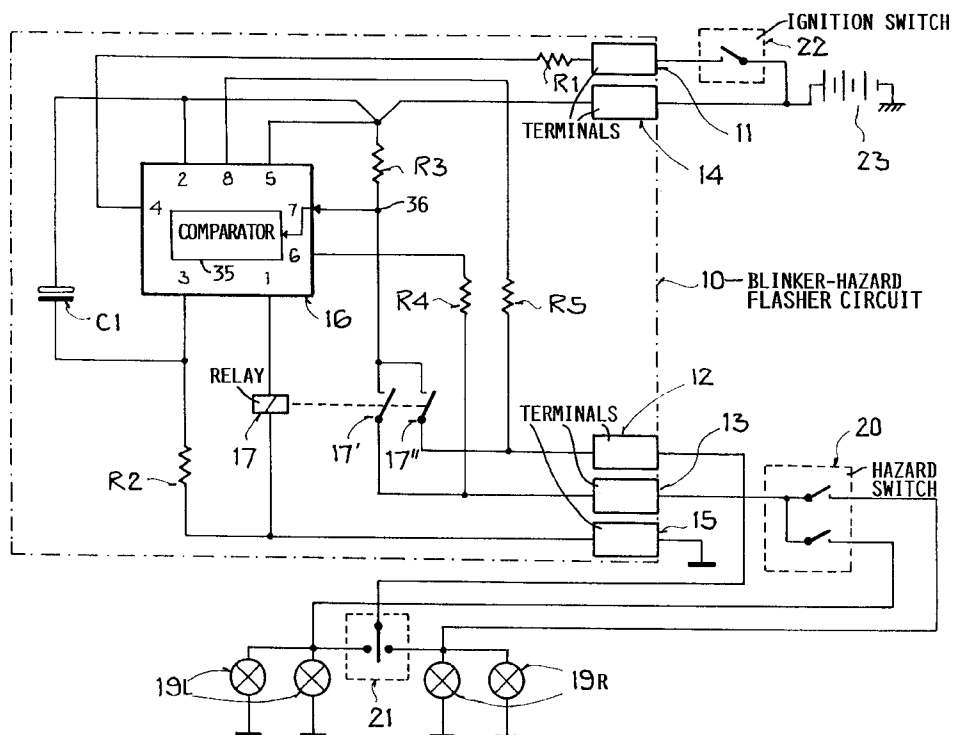 IGNITION SWITCH
22
R1
TERMINALS
11
14
23
2 8 5
R3
4
COMPARATOR
7
36
35
6
3 1
16
R4
R5
10
BLINKER-HAZARD
FLASHER CIRCUIT
C1
RELAY
17
17'
17"
TERMINALS
12
13
20
HAZARD
SWITCH
R2
15
19L
21
19R